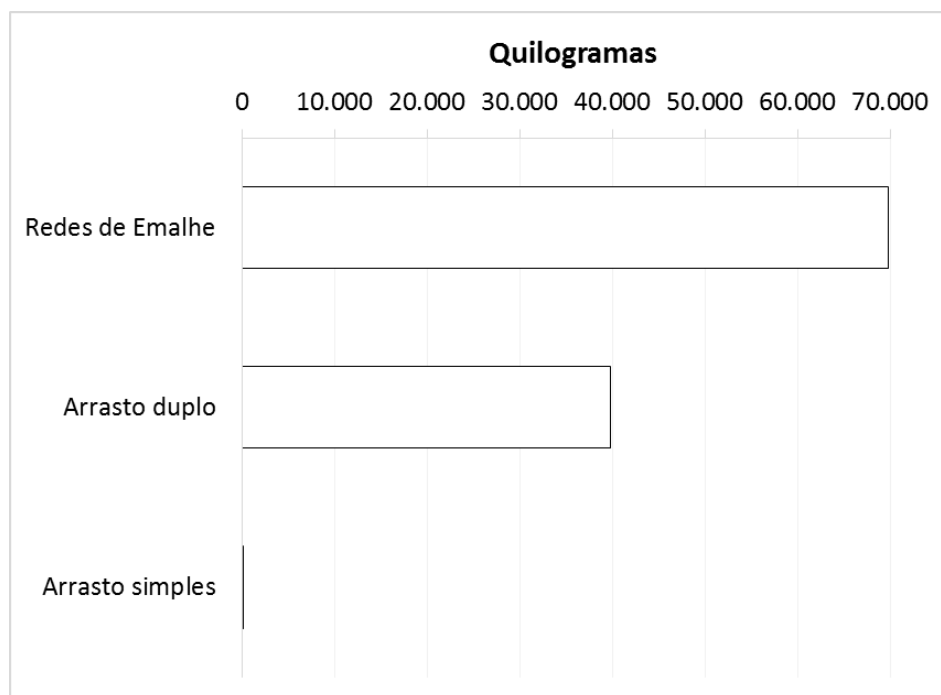 Quilogramas
0 10.000 20.000 30.000 40.000 50.000 60.000 70.000
Redes de Emalhe
Arrasto duplo
Arrasto simples